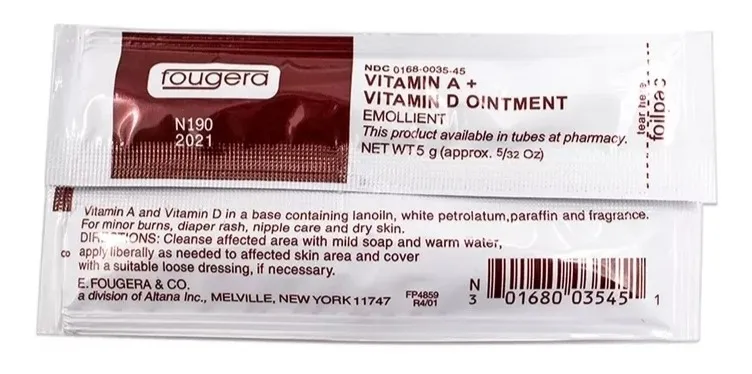 fougera
N190
2021
NDC 0168-0035-45
VITAMIN A +
VITAMIN D OINTMENT
EMOLLIENT
This product available in tubes at pharmacy.
NET WT 5 g (approx. 5/32 Oz)
tear here
foilpac
Vitamin A and Vitamin D in a base containing lanoiln, white petrolatum, paraffin and fragrance.
For minor burns, diaper rash, nipple care and dry skin.
DIRECTIONS: Cleanse affected area with mild soap and warm water,
apply liberally as needed to affected skin area and cover
with a suitable loose dressing, if necessary.
E. FOUGERA & CO.
a division of Altana Inc., MELVILLE, NEW YORK 11747
FP4859
R4/01
N
3 01680 03545 1